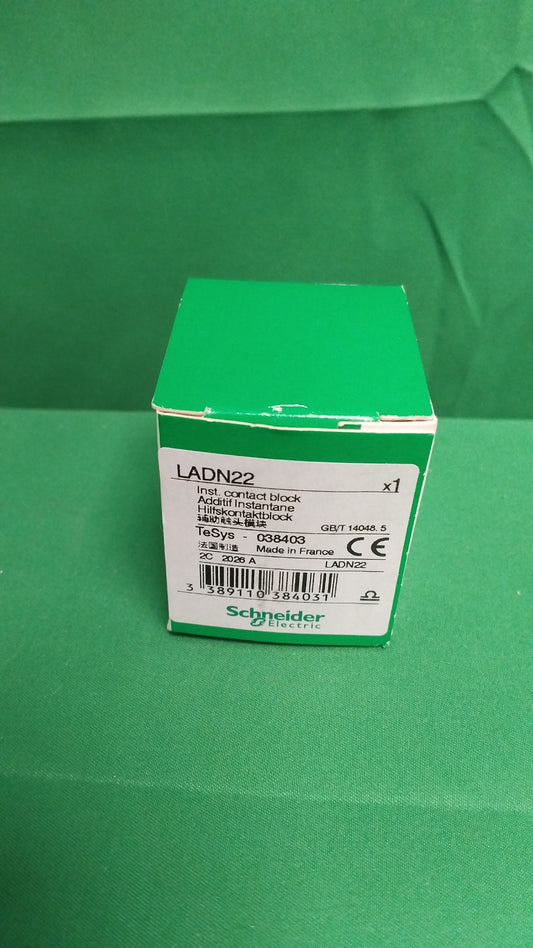 LADN22 x1
Inst. contact block
Additif Instantane
Hilfskontaktblock
辅助触头模块 GB/T 14048. 5
TeSys - 038403
法国制造 Made in France CE
2C 2026 A LADN22
3 389110 384031
Schneider
Electric